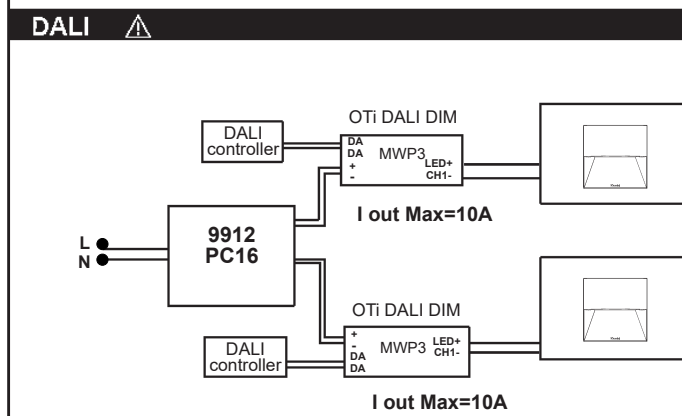 DALI
OTi DALI DIM
DALI
controller
DA
DA
+
-
MWP3
LED+
CH1-
I out Max=10A
L
N
9912
PC16
OTi DALI DIM
+
-
DA
DA
MWP3
LED+
CH1-
DALI
controller
I out Max=10A